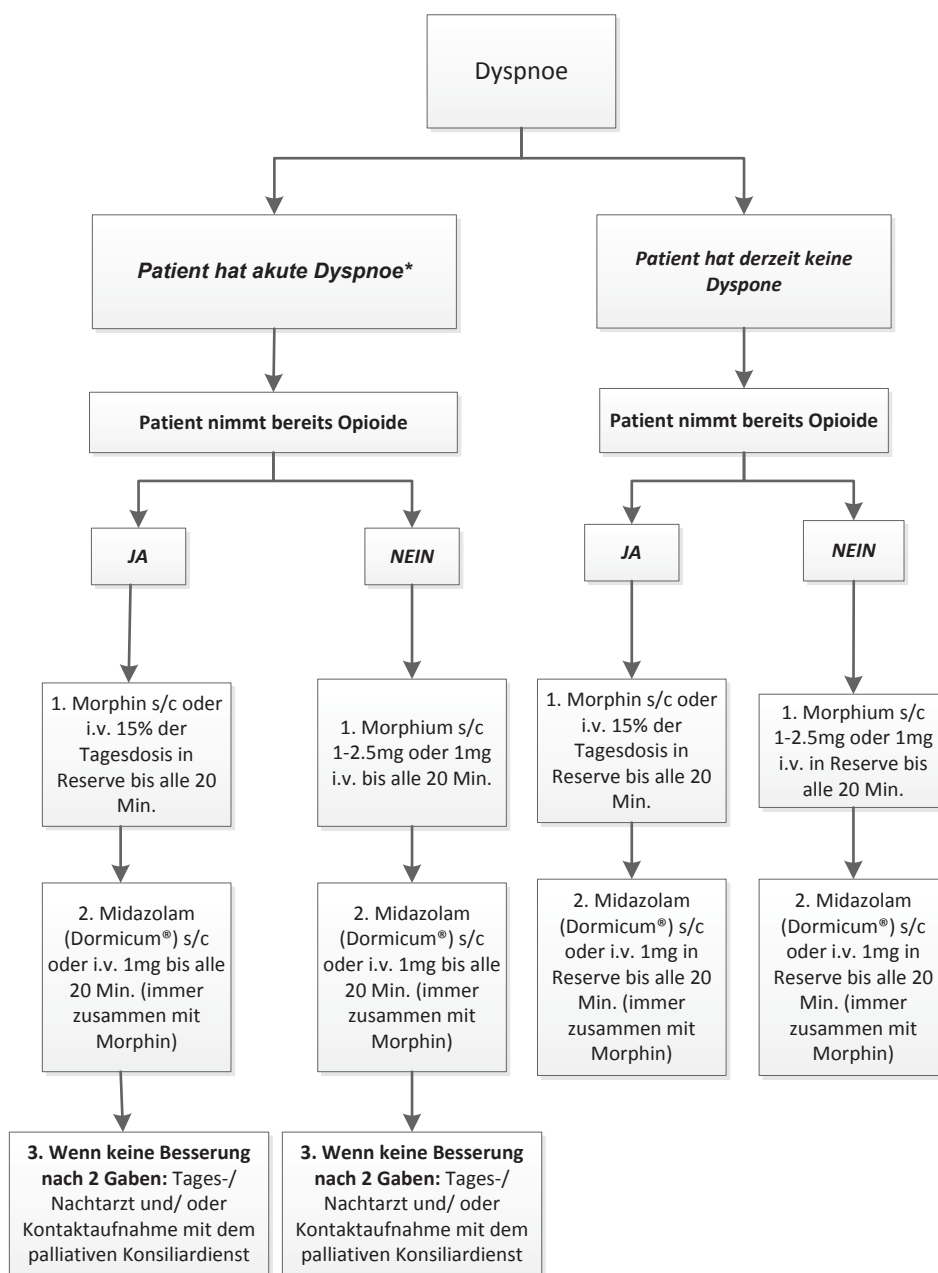 Dyspnoe
Patient hat akute Dyspnoe*
Patient hat derzeit keine
Dyspone
Patient nimmt bereits Opioide
Patient nimmt bereits Opioide
JA
NEIN
JA
NEIN
1. Morphin s/c oder
i.v. 15% der
Tagesdosis in
Reserve bis alle 20
Min.
1. Morphium s/c
1-2.5mg oder 1mg
i.v. bis alle 20 Min.
1. Morphin s/c oder
i.v. 15% der
Tagesdosis in
Reserve bis alle 20
Min.
1. Morphium s/c
1-2.5mg oder 1mg
i.v. in Reserve bis
alle 20 Min.
2. Midazolam
(Dormicum®) s/c
oder i.v. 1mg bis alle
20 Min. (immer
zusammen mit
Morphin)
2. Midazolam
(Dormicum®) s/c
oder i.v. 1mg bis alle
20 Min. (immer
zusammen mit
Morphin)
2. Midazolam
(Dormicum®) s/c
oder i.v. 1mg in
Reserve bis alle 20
Min. (immer
zusammen mit
Morphin)
2. Midazolam
(Dormicum®) s/c
oder i.v. 1mg in
Reserve bis alle 20
Min. (immer
zusammen mit
Morphin)
3. Wenn keine Besserung
nach 2 Gaben: Tages-/
Nachtarzt und/ oder
Kontaktaufnahme mit dem
palliativen Konsiliardienst
3. Wenn keine Besserung
nach 2 Gaben: Tages-/
Nachtarzt und/ oder
Kontaktaufnahme mit dem
palliativen Konsiliardienst